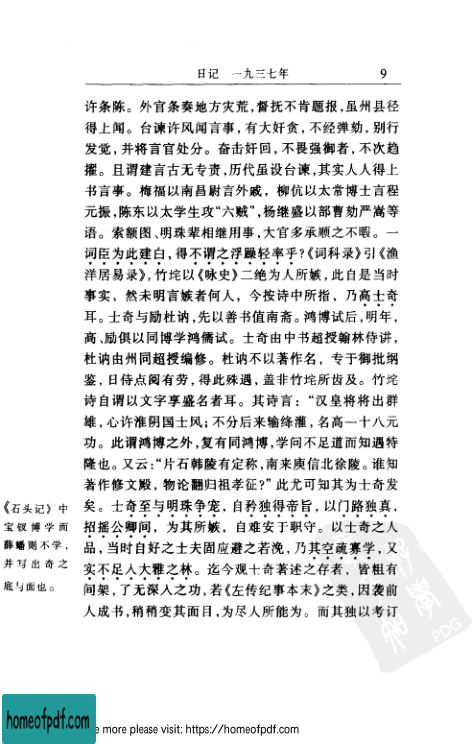 日记　一九三七年　9
许条陈。外官条奏地方灾荒,督抚不肯题报,虽州县径
得上闻。台谏许风闻言事,有大奸贪,不经弹劾,别行
发觉,并将言官处分。奋击奸回,不畏强御者,不次趋
擢。且谓建言古无专责,历代虽设台谏,其实人人得上
书言事。梅福以南昌尉言外戚,柳伉以太常博士言程
元振,陈东以太学生攻“六贼”,杨继盛以部曹劾严嵩等
语。索额图、明珠辈相继用事,大官多承顺之不暇。一
词臣为此建白,得不谓之浮躁轻率乎?《词科录》引《渔
洋居易录》,竹垞以《咏史》二绝为人所嫉,此自是当时
事实,然未明言嫉者何人,今按诗中所指,乃高士奇
耳。士奇与励杜讷,先以善书值南斋。鸿博试后,明年,
高、励俱以同博学鸿儒试。士奇由中书超授翰林侍讲,
杜讷由州同超授编修。杜讷不以著作名,专于御批纲
鉴,日侍点阅有劳,得此殊遇,盖非竹垞所齿及。竹垞
诗自谓以文字享盛名者耳。其诗言:“汉皇将将出群
雄,心许淮阴国士风;不分后来输绛灌,名高一十八元
功。此谓鸿博之外,复有同鸿博,学问不足道而知遇特
隆也。又云:“片石韩陵有定称,南来庾信北徐陵。谁知
著作修文殿,物论翻归祖孝征?”此尤可知其为士奇发
矣。士奇至与明珠争宠,自矜独得帝旨,以门路独真,
招摇公卿间,为其所嫉,自难安于职守。以士奇之人
品,当时自好之士夫固应避之若浼,乃其空疏寡学,又
实不足人大雅之林。迄今观士奇著述之存者,皆粗有
间架,了无深人之功,若《左传纪事本末》之类,因袭前
人成书,稍稍变其面目,为尽人所能为。而其独以考订
《石头记》中
宝钗博学而
薛蟠则不学,
并写出奇之
底与面也。
PDG
homeofpdf.com
e more please visit: https://homeofpdf.com